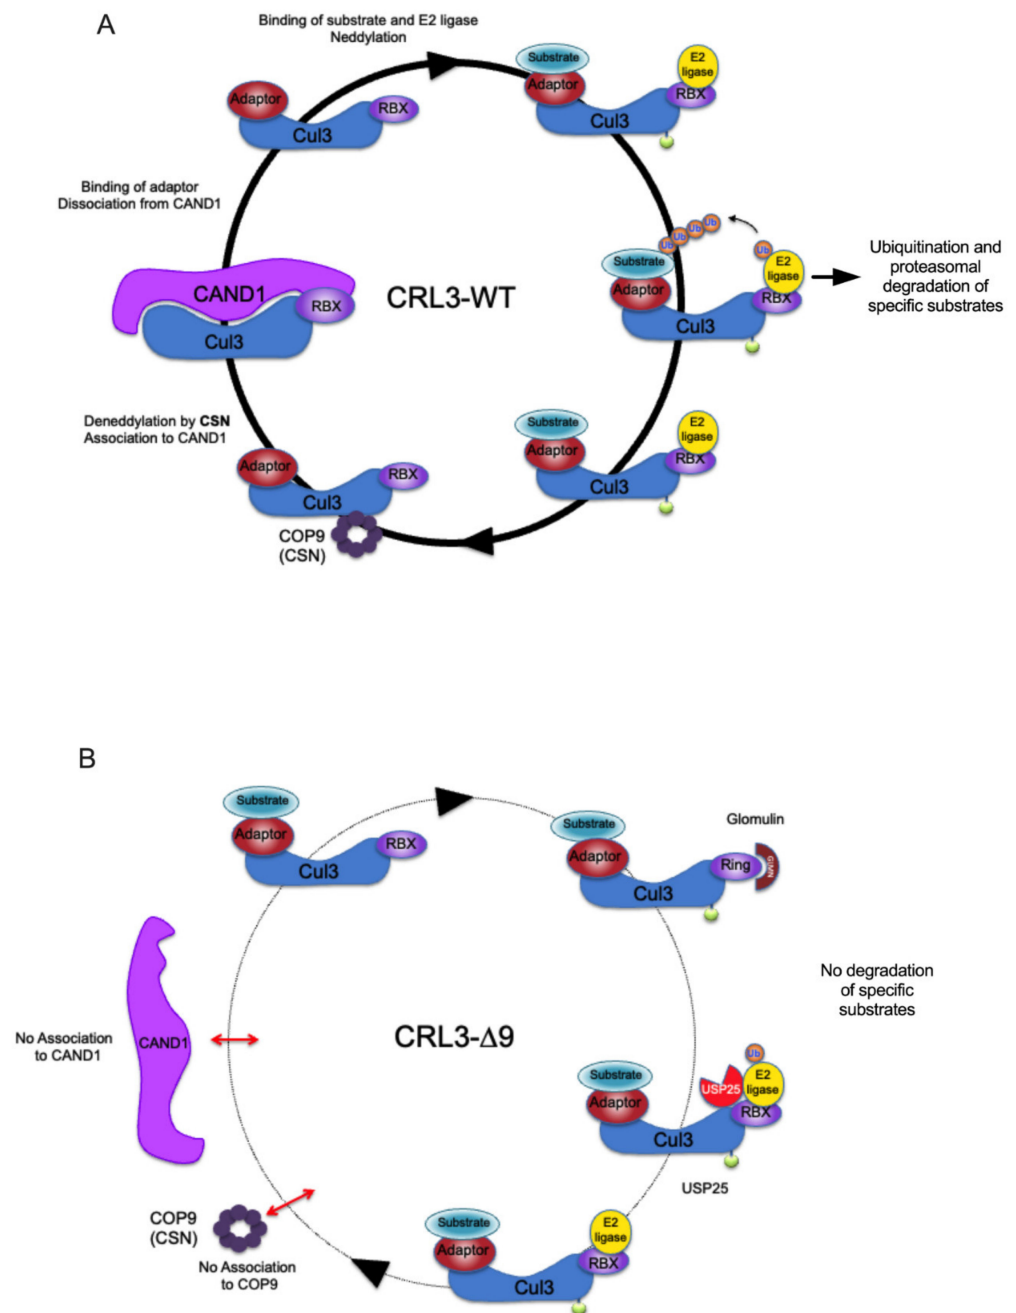 A
Binding of substrate and E2 ligase
Neddylation
Adaptor
RBX
Cul3
Substrate
Adaptor
E2
ligase
RBX
Cul3
Binding of adaptor
Dissociation from CAND1
CAND1
RBX
Cul3
CRL3-WT
Ub Ub Ub Ub
Ub
Substrate
Adaptor
E2
ligase
RBX
Cul3
Ubiquitination and
proteasomal
degradation of
specific substrates
Deneddylation by CSN
Association to CAND1
Adaptor
RBX
Cul3
COP9
(CSN)
Substrate
Adaptor
E2
ligase
RBX
Cul3
B
Substrate
Adaptor
RBX
Cul3
Substrate
Adaptor
Glomulin
Ring
GlMN
Cul3
No Association
to CAND1
CAND1
CRL3-Δ9
No degradation
of specific
substrates
Substrate
Adaptor
USP25
Ub
E2
ligase
RBX
Cul3
USP25
COP9
(CSN)
No Association
to COP9
Substrate
Adaptor
E2
ligase
RBX
Cul3